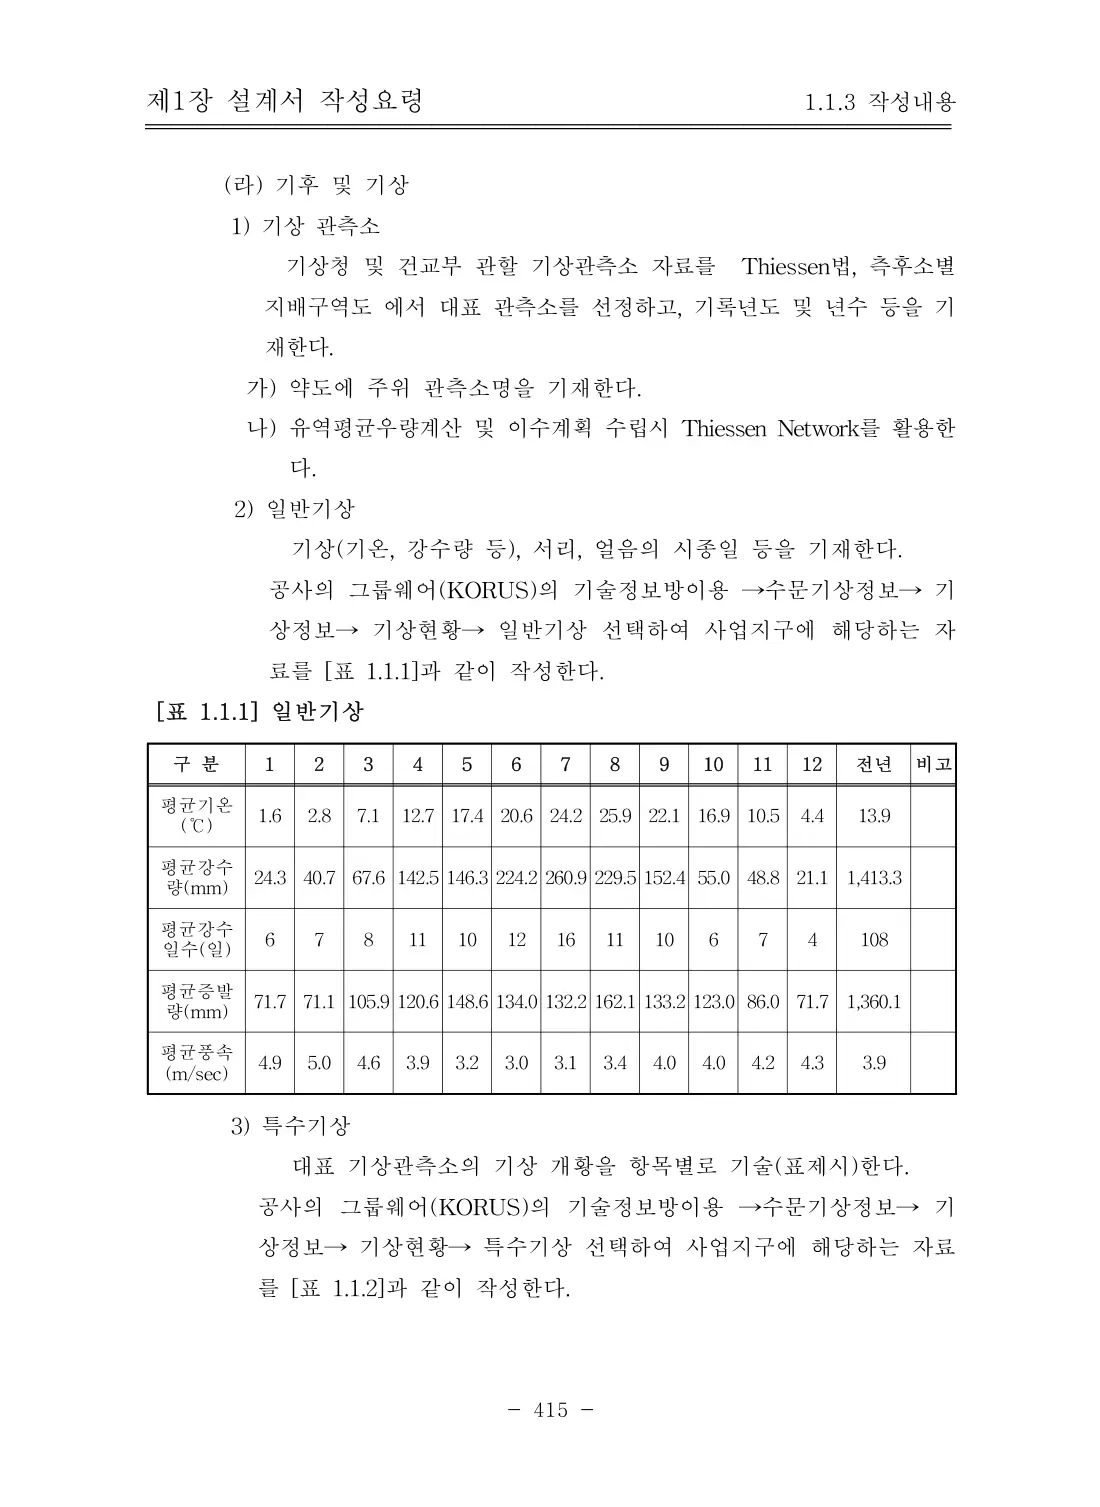 제1장 설계서 작성요령 1.1.3 작성내용
(라) 기후 및 기상
1) 기상 관측소
기상청 및 건교부 관할 기상관측소 자료를 Thiessen법, 측후소별
지배구역도 에서 대표 관측소를 선정하고, 기록년도 및 년수 등을 기
재한다.
가) 약도에 주위 관측소명을 기재한다.
나) 유역평균우량계산 및 이수계획 수립시 Thiessen Network를 활용한
다.
2) 일반기상
기상(기온, 강수량 등), 서리, 얼음의 시종일 등을 기재한다.
공사의 그룹웨어(KORUS)의 기술정보방이용 →수문기상정보→ 기
상정보→ 기상현황→ 일반기상 선택하여 사업지구에 해당하는 자
료를 [표 1.1.1]과 같이 작성한다.
[표 1.1.1] 일반기상
구 분 1 2 3 4 5 6 7 8 9 10 11 12 전년 비고
평균기온
(℃) 1.6 2.8 7.1 12.7 17.4 20.6 24.2 25.9 22.1 16.9 10.5 4.4 13.9
평균강수
량(mm) 24.3 40.7 67.6 142.5 146.3 224.2 260.9 229.5 152.4 55.0 48.8 21.1 1,413.3
평균강수
일수(일) 6 7 8 11 10 12 16 11 10 6 7 4 108
평균증발
량(mm) 71.7 71.1 105.9 120.6 148.6 134.0 132.2 162.1 133.2 123.0 86.0 71.7 1,360.1
평균풍속
(m/sec) 4.9 5.0 4.6 3.9 3.2 3.0 3.1 3.4 4.0 4.0 4.2 4.3 3.9
3) 특수기상
대표 기상관측소의 기상 개황을 항목별로 기술(표제시)한다.
공사의 그룹웨어(KORUS)의 기술정보방이용 →수문기상정보→ 기
상정보→ 기상현황→ 특수기상 선택하여 사업지구에 해당하는 자료
를 [표 1.1.2]과 같이 작성한다.
- 415 -